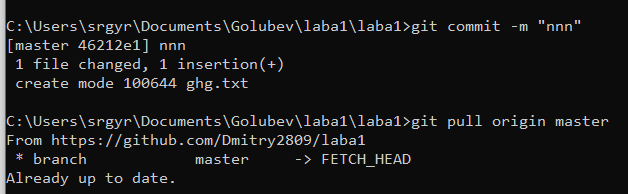 C:\Users\srgyr\Documents\Golubev\laba1\laba1>git commit -m "nnn"
[master 46212e1] nnn
 1 file changed, 1 insertion(+)
 create mode 100644 ghg.txt
C:\Users\srgyr\Documents\Golubev\laba1\laba1>git pull origin master
From https://github.com/Dmitry2809/laba1
 * branch            master     -> FETCH_HEAD
Already up to date.